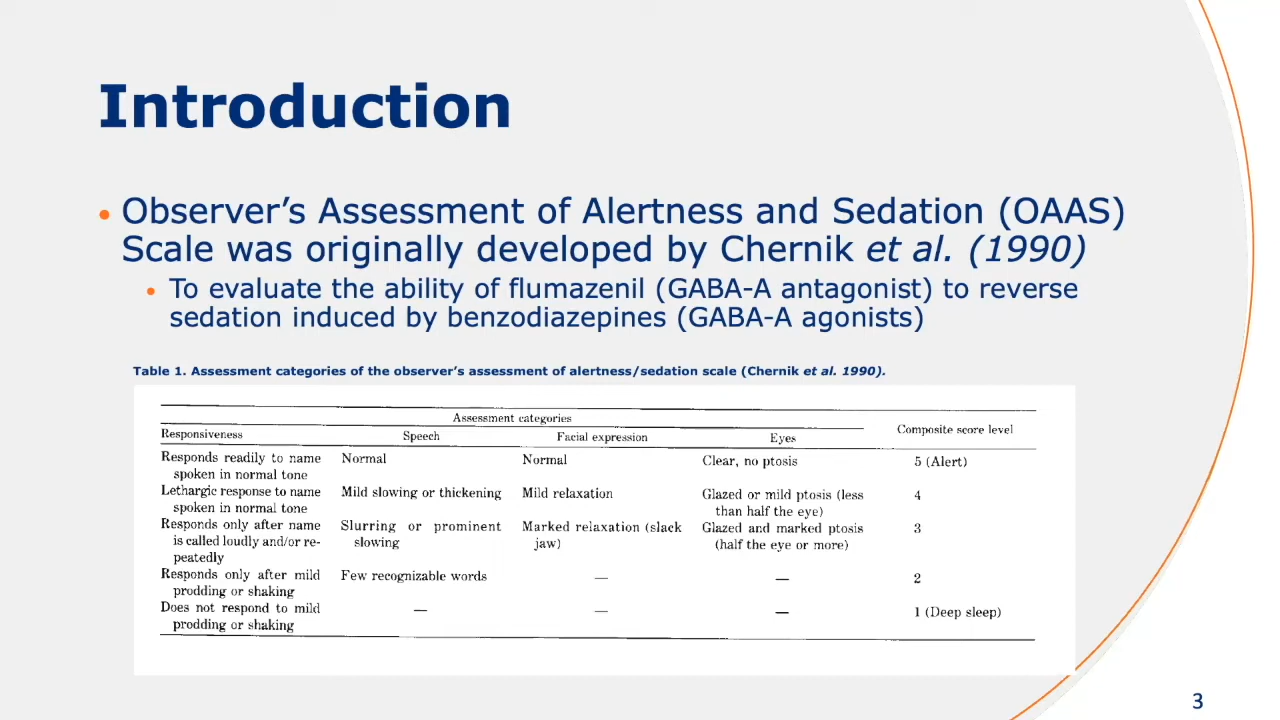 Introduction
• Observer’s Assessment of Alertness and Sedation (OAAS)
Scale was originally developed by Chernik et al. (1990)
• To evaluate the ability of flumazenil (GABA-A antagonist) to reverse
sedation induced by benzodiazepines (GABA-A agonists)
Table 1. Assessment categories of the observer’s assessment of alertness/sedation scale (Chernik et al. 1990).
Assessment categories
Responsiveness Speech Facial expression Eyes Composite score level
Responds readily to name Normal Normal Clear, no ptosis 5 (Alert)
spoken in normal tone
Lethargic response to name Mild slowing or thickening Mild relaxation Glazed or mild ptosis (less 4
spoken in normal tone than half the eye)
Responds only after name Slurring or prominent Marked relaxation (slack Glazed and marked ptosis 3
is called loudly and/or re- slowing jaw) (half the eye or more)
peatedly
Responds only after mild Few recognizable words — — 2
prodding or shaking
Does not respond to mild — — — 1 (Deep sleep)
prodding or shaking
3